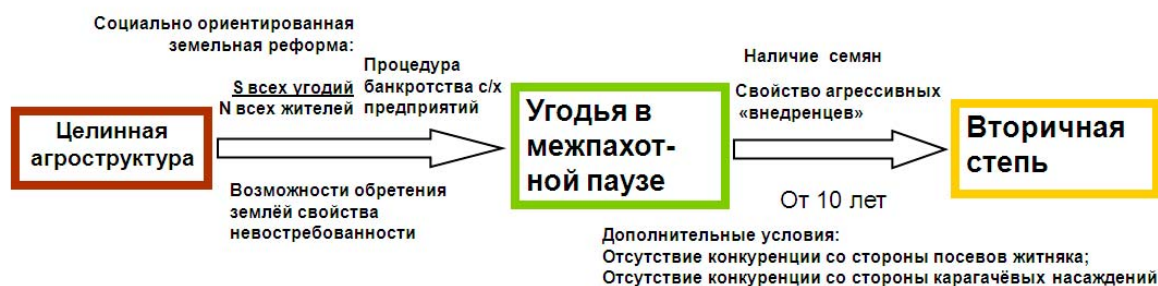 Социально ориентированная
земельная реформа:
S всех угодий
N всех жителей
Процедура
банкротства с/х
предприятий
Наличие семян
Свойство агрессивных
«внедренцев»
Целинная
агроструктура
Угодья в
межпахот-
ной паузе
Вторичная
степь
Возможности обретения
землёй свойства
невостребованности
От 10 лет
Дополнительные условия:
Отсутствие конкуренции со стороны посевов житняка;
Отсутствие конкуренции со стороны карагачёвых насаждений